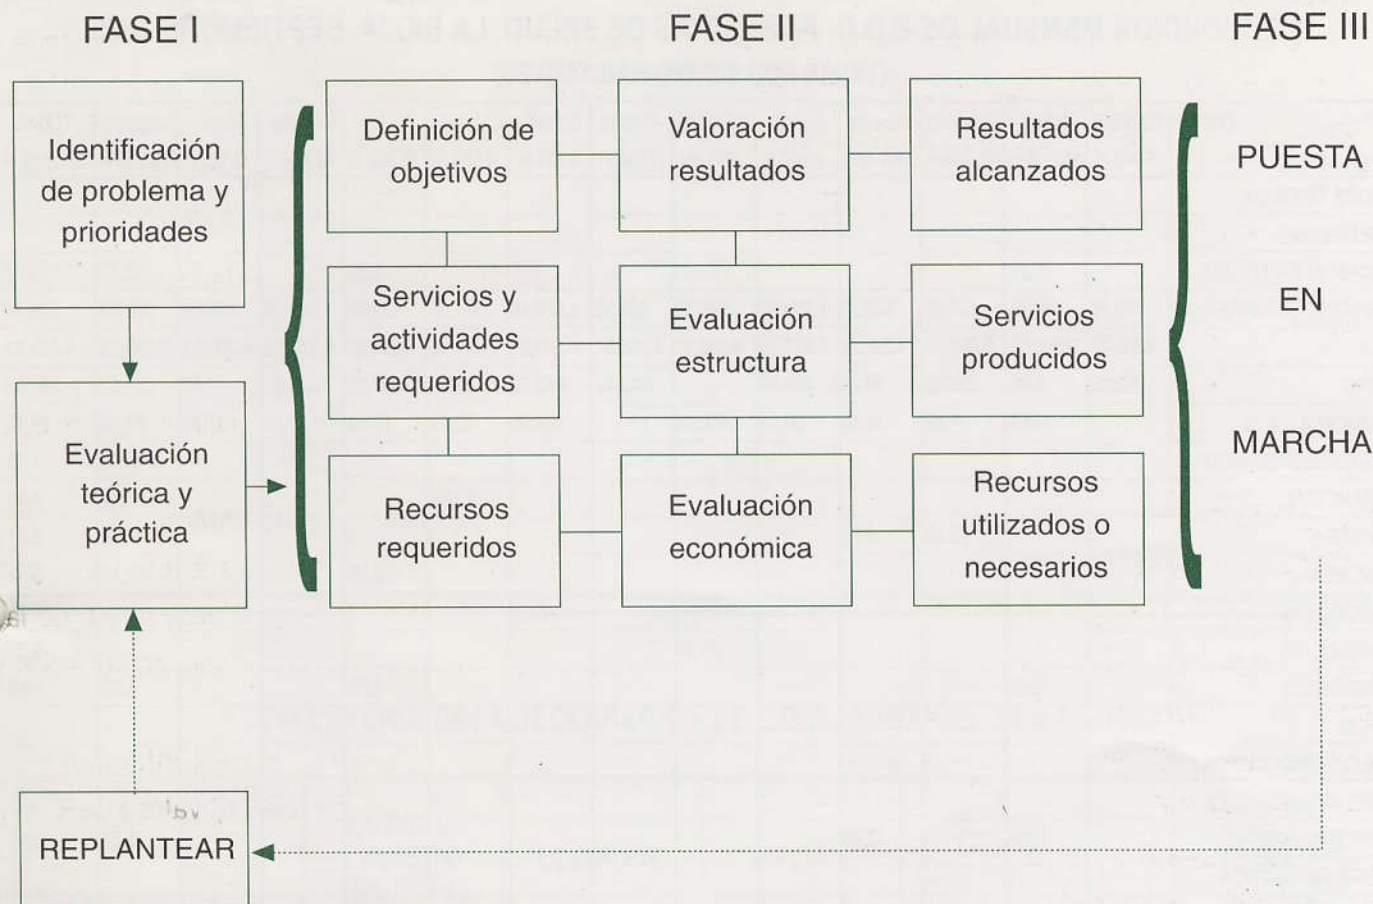 FASE I
FASE II
FASE III
Identificación
de problema y
prioridades
Evaluación
teórica y
práctica
Definición de
objetivos
Servicios y
actividades
requeridos
Recursos
requeridos
Valoración
resultados
Evaluación
estructura
Evaluación
económica
Resultados
alcanzados
Servicios
producidos
Recursos
utilizados o
necesarios
PUESTA
EN
MARCHA
REPLANTEAR